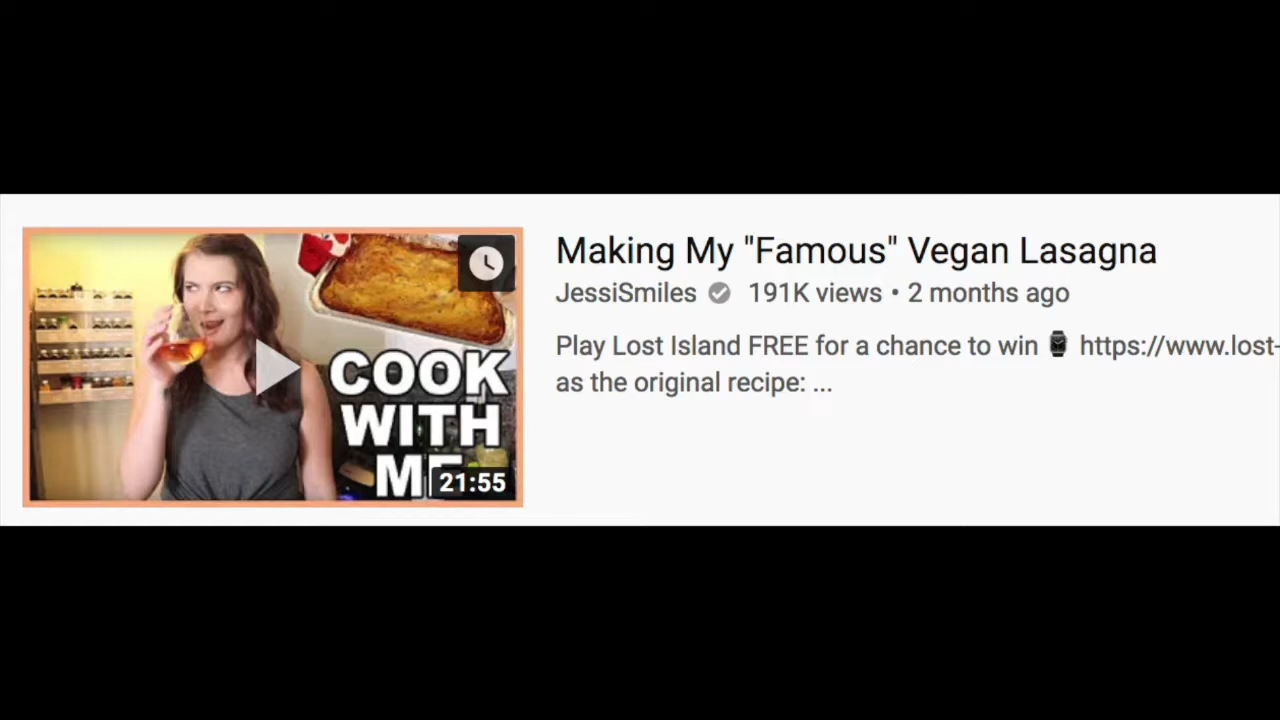 COOK
WITH
ME
21:55
Making My "Famous" Vegan Lasagna
JessiSmiles 191K views • 2 months ago
Play Lost Island FREE for a chance to win ⌚ https://www.lost-
as the original recipe: ...